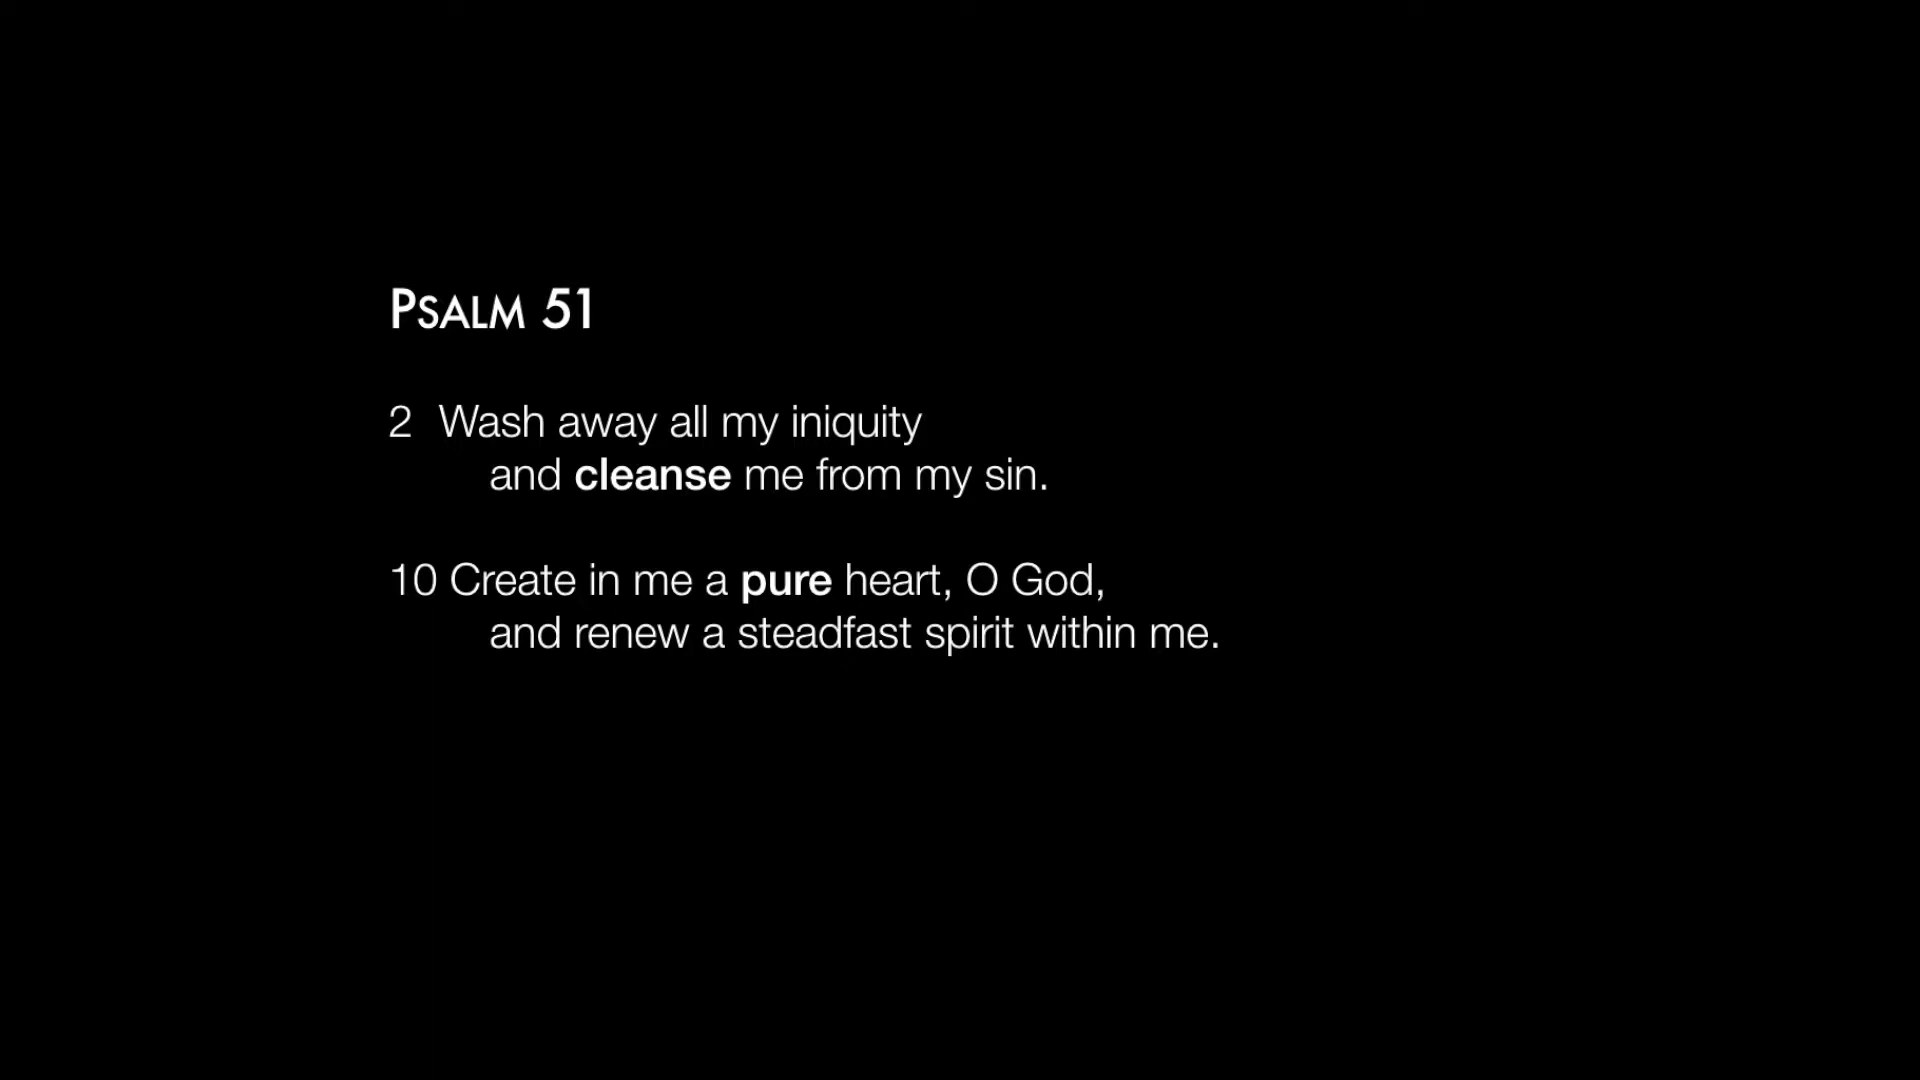 PSALM 51
2 Wash away all my iniquity
and cleanse me from my sin.
10 Create in me a pure heart, O God,
and renew a steadfast spirit within me.